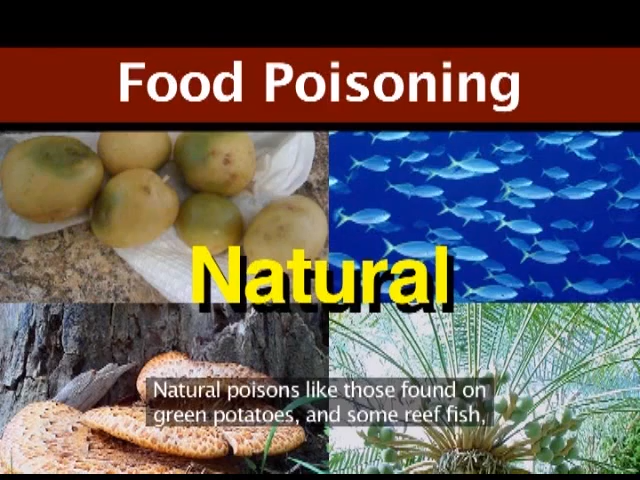 Food Poisoning
Natural
Natural poisons like those found on
green potatoes, and some reef fish,